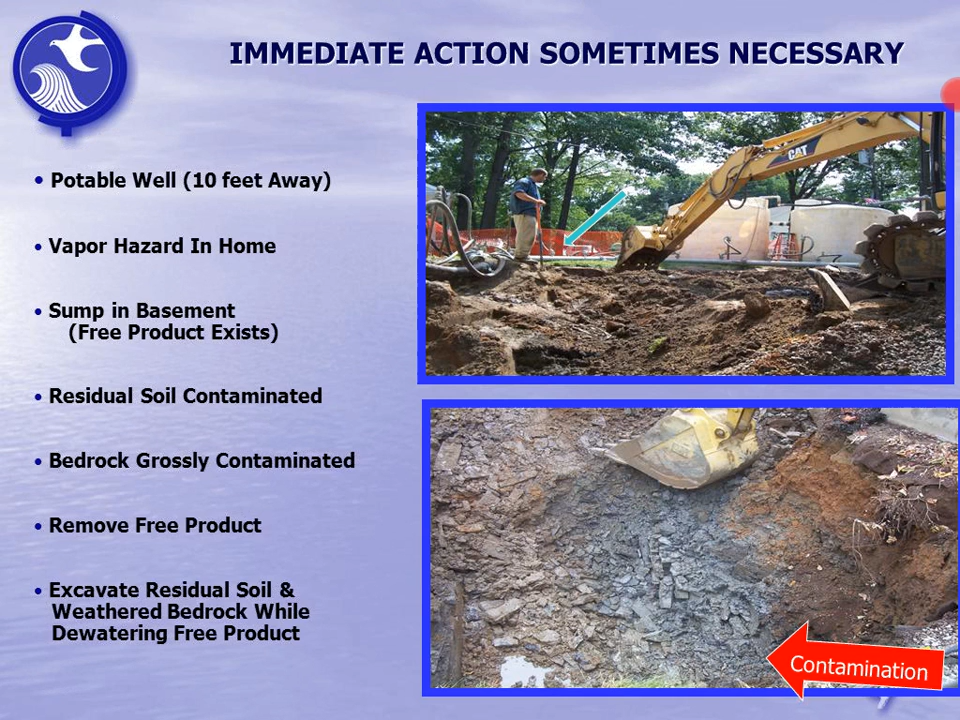 IMMEDIATE ACTION SOMETIMES NECESSARY
• Potable Well (10 feet Away)
• Vapor Hazard In Home
• Sump in Basement
(Free Product Exists)
• Residual Soil Contaminated
• Bedrock Grossly Contaminated
• Remove Free Product
• Excavate Residual Soil &
Weathered Bedrock While
Dewatering Free Product
CAT
Contamination